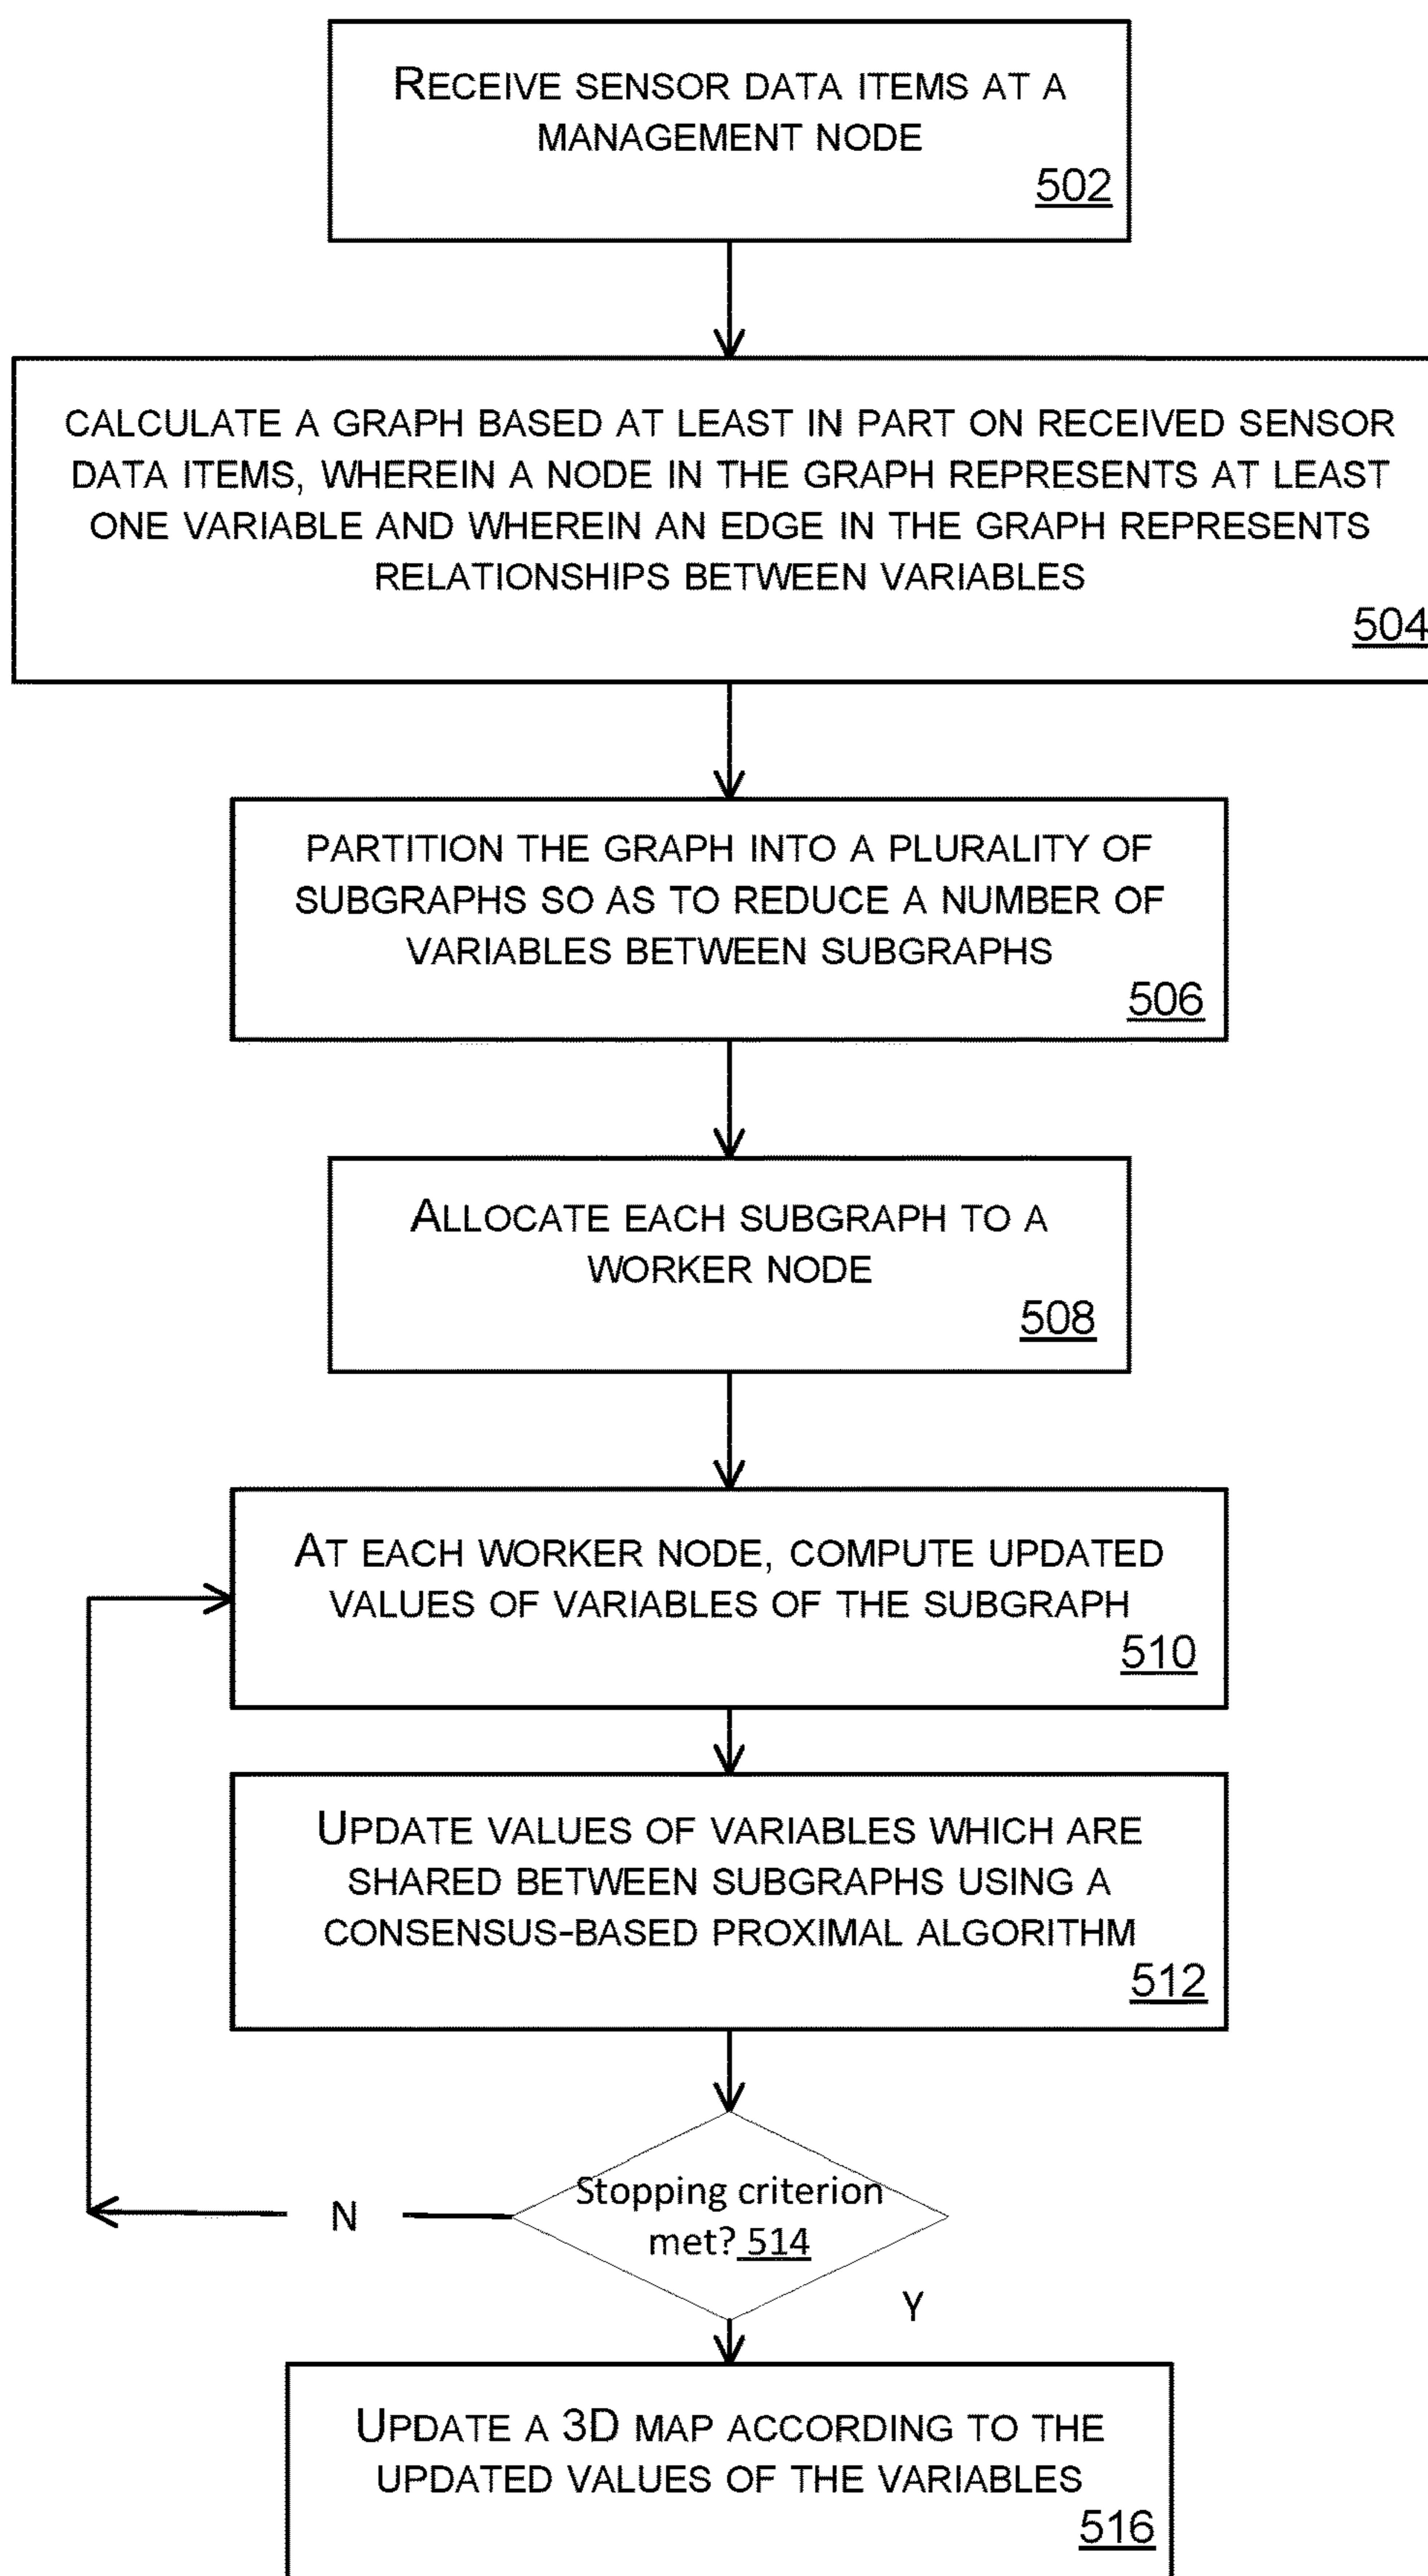 RECEIVE SENSOR DATA ITEMS AT A
MANAGEMENT NODE
502
CALCULATE A GRAPH BASED AT LEAST IN PART ON RECEIVED SENSOR
DATA ITEMS, WHEREIN A NODE IN THE GRAPH REPRESENTS AT LEAST
ONE VARIABLE AND WHEREIN AN EDGE IN THE GRAPH REPRESENTS
RELATIONSHIPS BETWEEN VARIABLES
504
PARTITION THE GRAPH INTO A PLURALITY OF
SUBGRAPHS SO AS TO REDUCE A NUMBER OF
VARIABLES BETWEEN SUBGRAPHS
506
ALLOCATE EACH SUBGRAPH TO A
WORKER NODE
508
AT EACH WORKER NODE, COMPUTE UPDATED
VALUES OF VARIABLES OF THE SUBGRAPH
510
UPDATE VALUES OF VARIABLES WHICH ARE
SHARED BETWEEN SUBGRAPHS USING A
CONSENSUS-BASED PROXIMAL ALGORITHM
512
Stopping criterion
met? 514
N
Y
UPDATE A 3D MAP ACCORDING TO THE
UPDATED VALUES OF THE VARIABLES
516